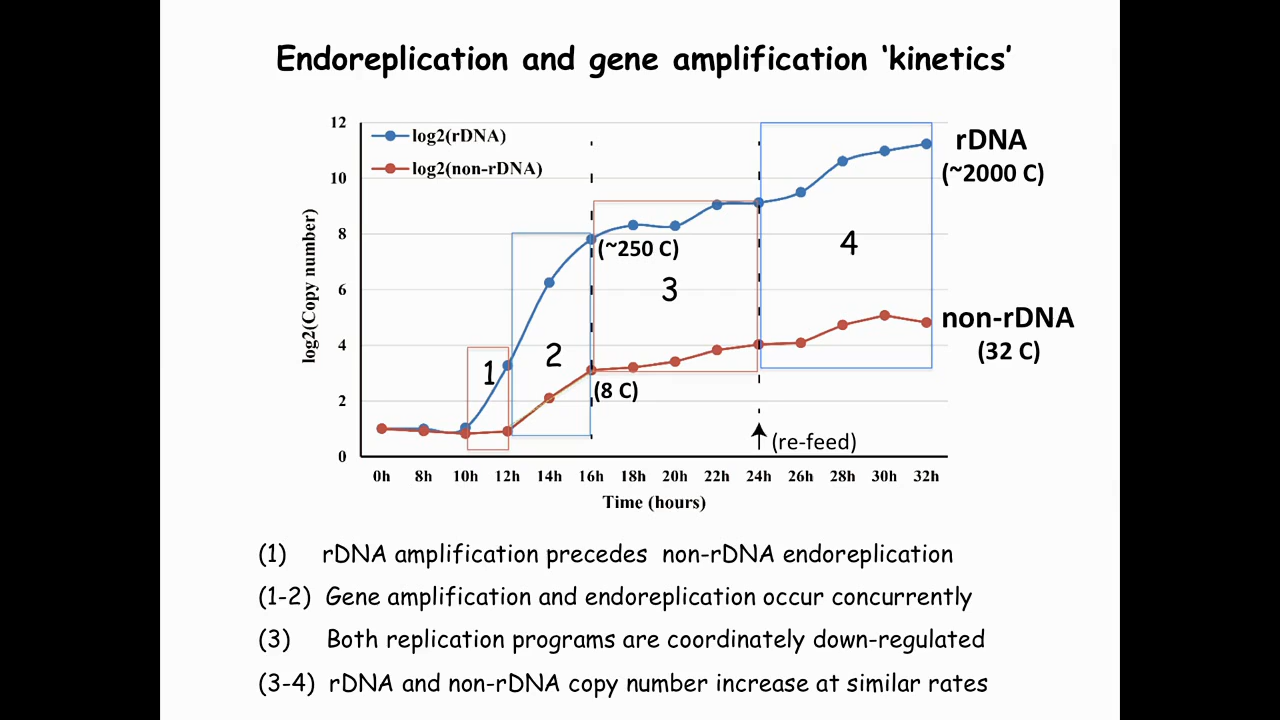 Endoreplication and gene amplification ‘kinetics’
log2(rDNA)
log2(non-rDNA)
12
10
8
6
4
2
0
log2(Copy number)
1
2
3
4
(~250 C)
(8 C)
rDNA
(~2000 C)
non-rDNA
(32 C)
(re-feed)
0h 8h 10h 12h 14h 16h 18h 20h 22h 24h 26h 28h 30h 32h
Time (hours)
(1) rDNA amplification precedes non-rDNA endoreplication
(1-2) Gene amplification and endoreplication occur concurrently
(3) Both replication programs are coordinately down-regulated
(3-4) rDNA and non-rDNA copy number increase at similar rates